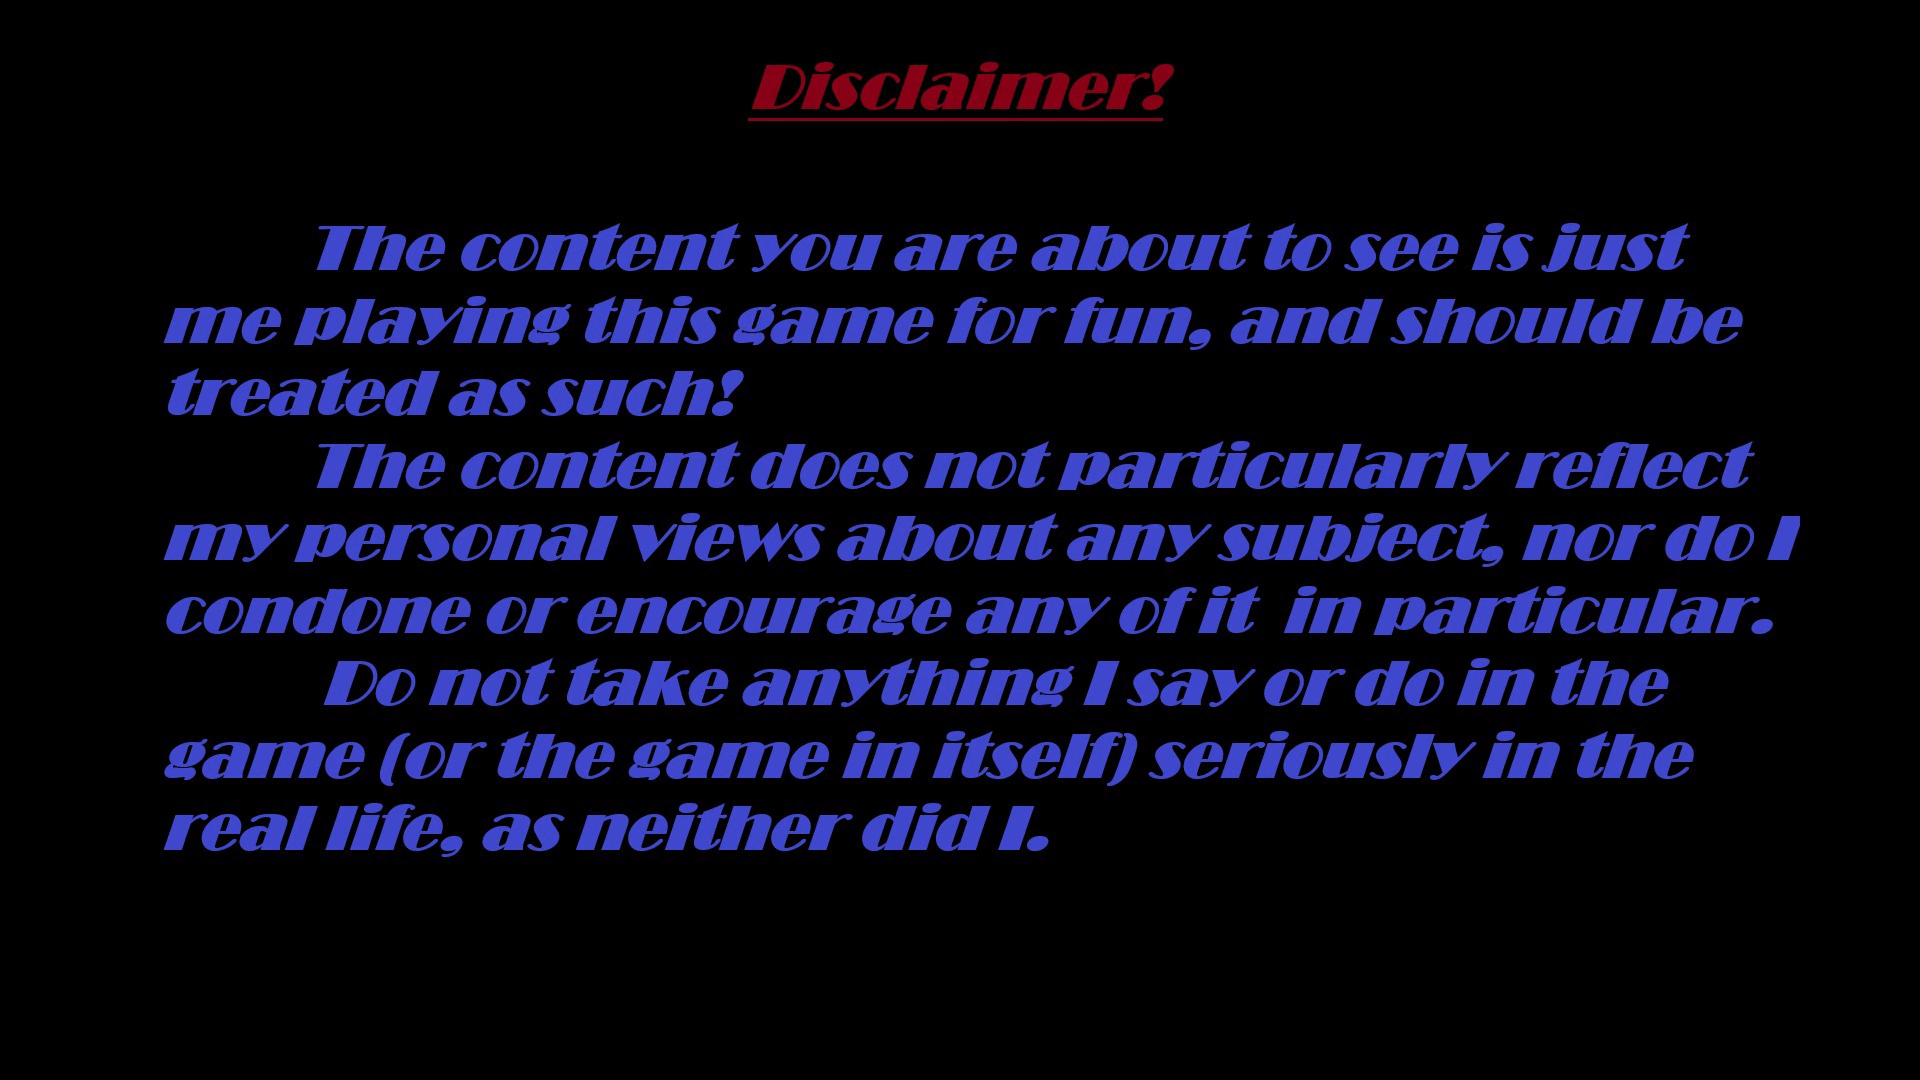 Disclaimer!
The content you are about to see is just
me playing this game for fun, and should be
treated as such!
The content does not particularly reflect
my personal views about any subject, nor do I
condone or encourage any of it  in particular.
Do not take anything I say or do in the
game (or the game in itself) seriously in the
real life, as neither did I.